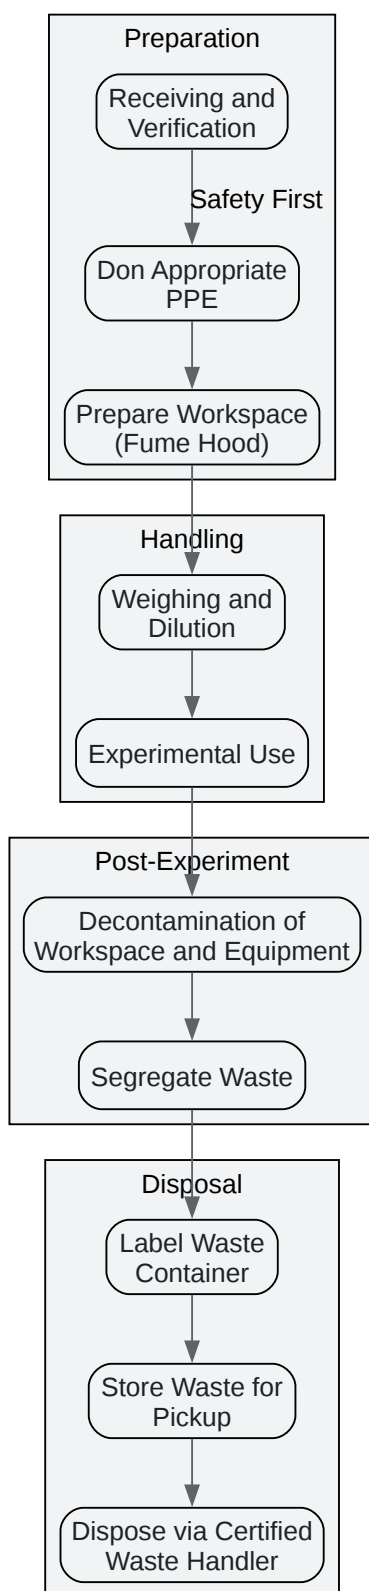 Preparation
Receiving and
Verification
Safety First
Don Appropriate
PPE
Prepare Workspace
(Fume Hood)
Handling
Weighing and
Dilution
Experimental Use
Post-Experiment
Decontamination of
Workspace and Equipment
Segregate Waste
Disposal
Label Waste
Container
Store Waste for
Pickup
Dispose via Certified
Waste Handler